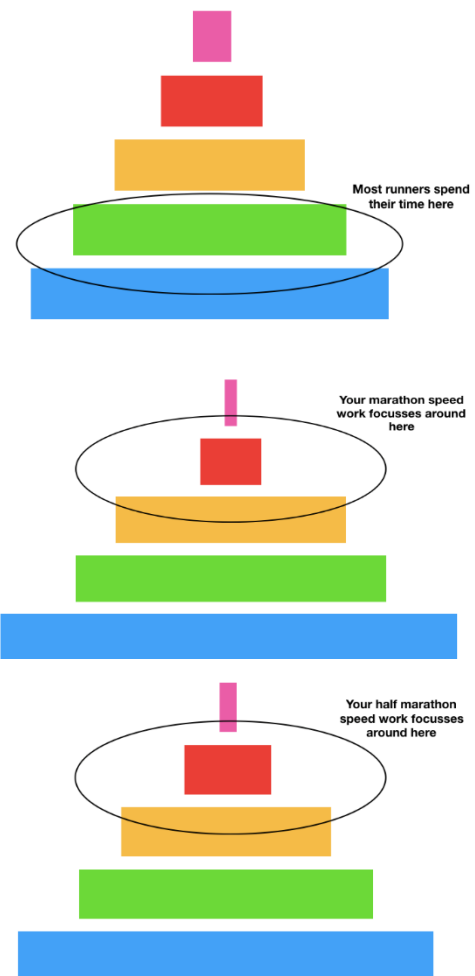 Most runners spend
their time here
Your marathon speed
work focusses around
here
Your half marathon
speed work focusses
around here